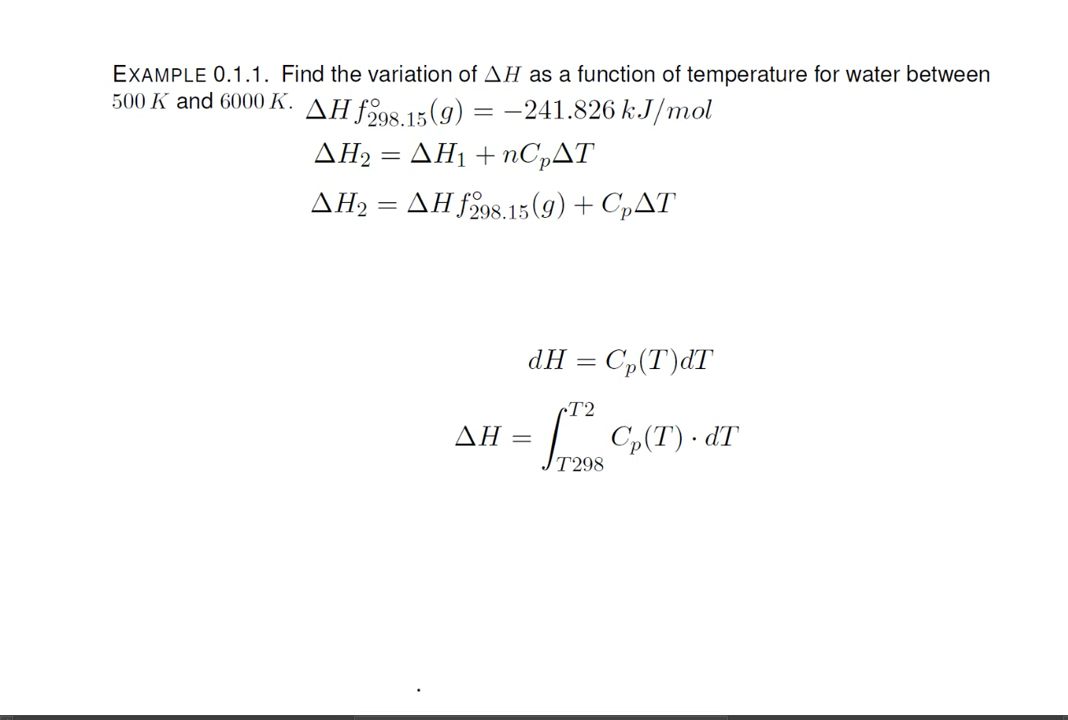 EXAMPLE 0.1.1. Find the variation of ΔH as a function of temperature for water between
500 K and 6000 K. ΔHf°298.15(g) = −241.826 kJ/mol
ΔH₂ = ΔH₁ + nCₚΔT
ΔH₂ = ΔHf°298.15(g) + CₚΔT
dH = Cₚ(T)dT
ΔH = ∫_{T298}^{T2} Cₚ(T) · dT